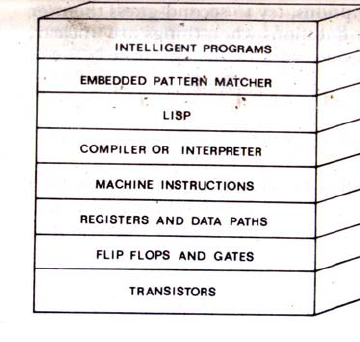 INTELLIGENT PROGRAMS
EMBEDDED PATTERN MATCHER
LISP
COMPILER OR INTERPRETER
MACHINE INSTRUCTIONS
REGISTERS AND DATA PATHS
FLIP FLOPS AND GATES
TRANSISTORS